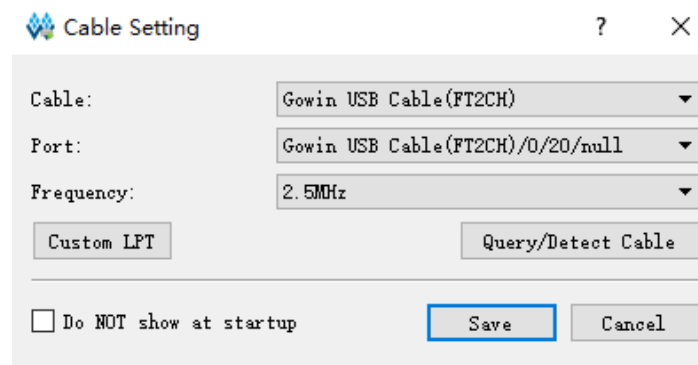 Cable Setting
Cable: Gowin USB Cable(FT2CH)
Port: Gowin USB Cable(FT2CH)/0/20/null
Frequency: 2.5MHz
Custom LPT Query/Detect Cable
Do NOT show at startup Save Cancel